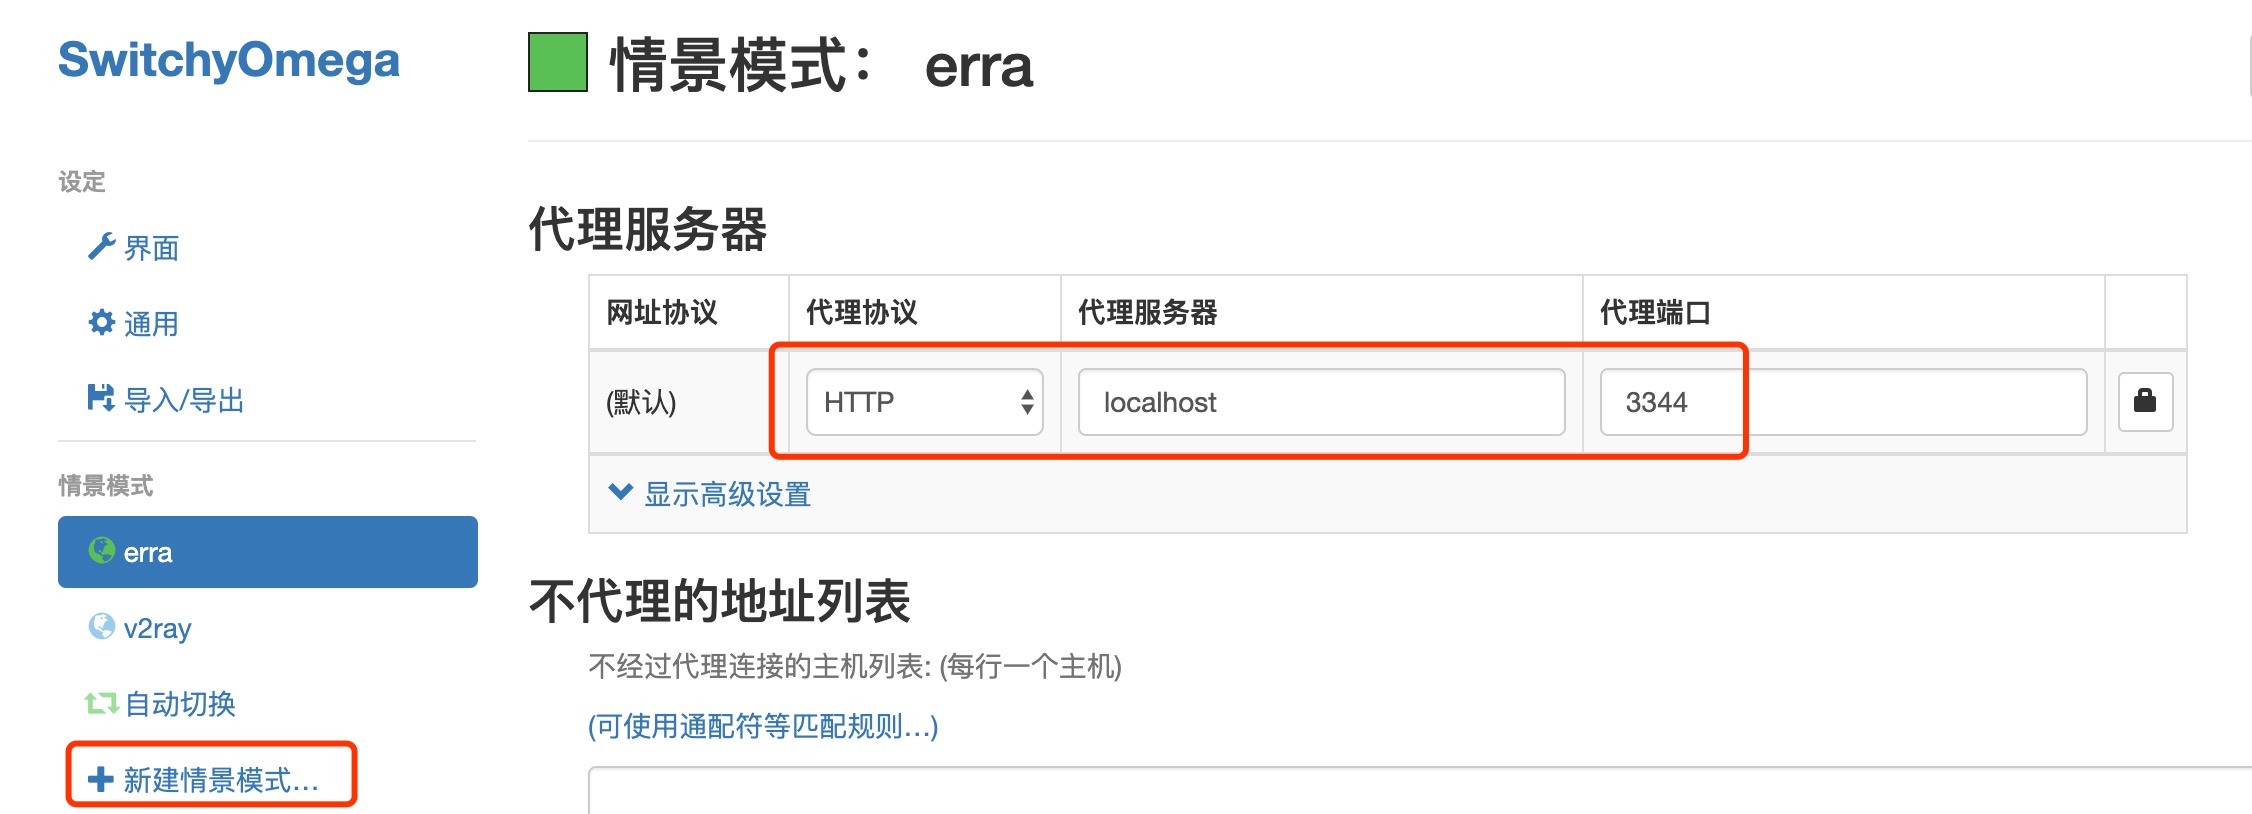 SwitchyOmega
设定
界面
通用
导入/导出
情景模式
erra
v2ray
自动切换
新建情景模式...
情景模式： erra
代理服务器
网址协议 代理协议 代理服务器 代理端口
(默认) HTTP localhost 3344
显示高级设置
不代理的地址列表
不经过代理连接的主机列表: (每行一个主机)
(可使用通配符等匹配规则...)